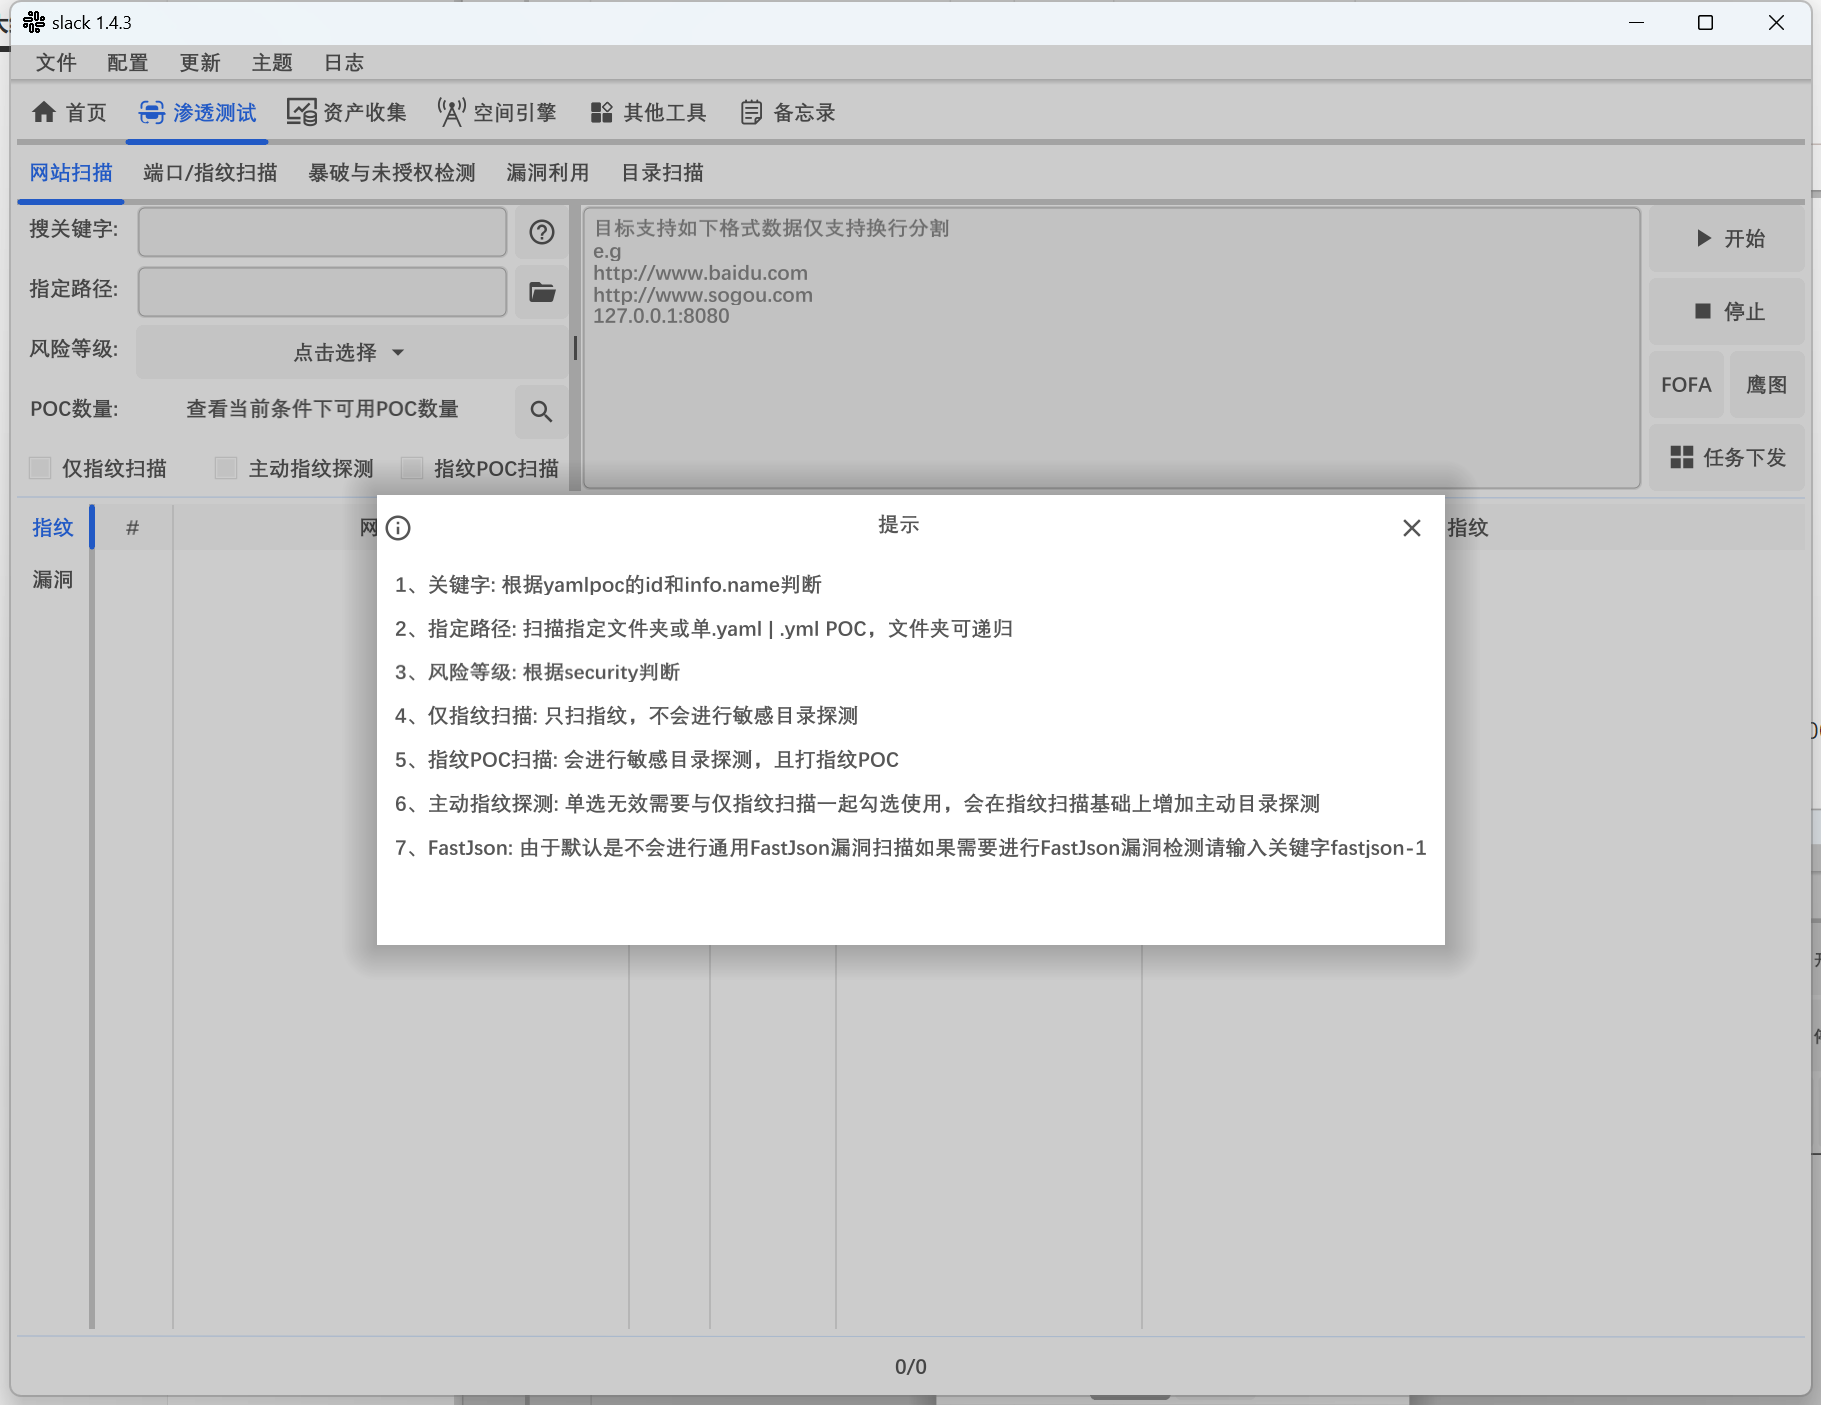 slack 1.4.3
文件 配置 更新 主题 日志
首页 渗透测试 资产收集 空间引擎 其他工具 备忘录
网站扫描 端口/指纹扫描 暴破与未授权检测 漏洞利用 目录扫描
搜关键字:
指定路径:
风险等级: 点击选择
POC数量: 查看当前条件下可用POC数量
仅指纹扫描 主动指纹探测 指纹POC扫描
目标支持如下格式数据仅支持换行分割
e.g
http://www.baidu.com
http://www.sogou.com
127.0.0.1:8080
开始
停止
FOFA 鹰图
任务下发
指纹 # 网 指纹
漏洞
提示
1、关键字: 根据yamlpoc的id和info.name判断
2、指定路径: 扫描指定文件夹或单.yaml | .yml POC，文件夹可递归
3、风险等级: 根据security判断
4、仅指纹扫描: 只扫指纹，不会进行敏感目录探测
5、指纹POC扫描: 会进行敏感目录探测，且打指纹POC
6、主动指纹探测: 单选无效需要与仅指纹扫描一起勾选使用，会在指纹扫描基础上增加主动目录探测
7、FastJson: 由于默认是不会进行通用FastJson漏洞扫描如果需要进行FastJson漏洞检测请输入关键字fastjson-1
0/0